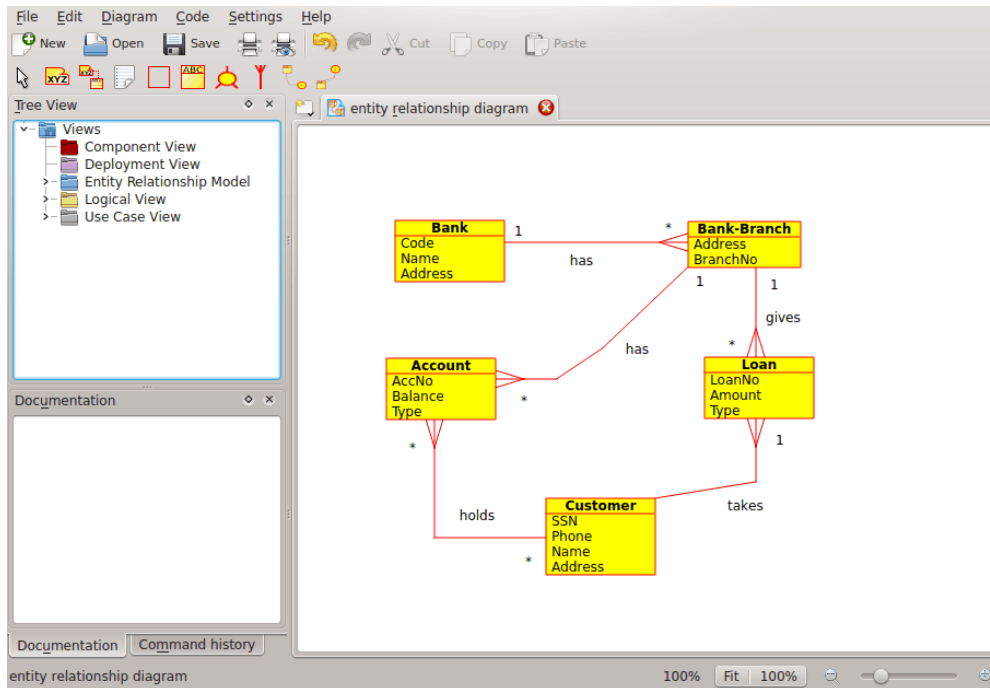 File Edit Diagram Code Settings Help
New Open Save Cut Copy Paste
XYZ XYZ ABC
Tree View
entity relationship diagram
Views
Component View
Deployment View
Entity Relationship Model
Logical View
Use Case View
Bank 1 * Bank-Branch
Code Address
Name has BranchNo
Address
1 1
gives
has *
Account Loan
AccNo LoanNo
Balance * Amount
Type Type
* 1
Documentation
Customer takes
holds SSN
Phone
Name
* Address
Documentation Command history
entity relationship diagram 100% Fit 100%